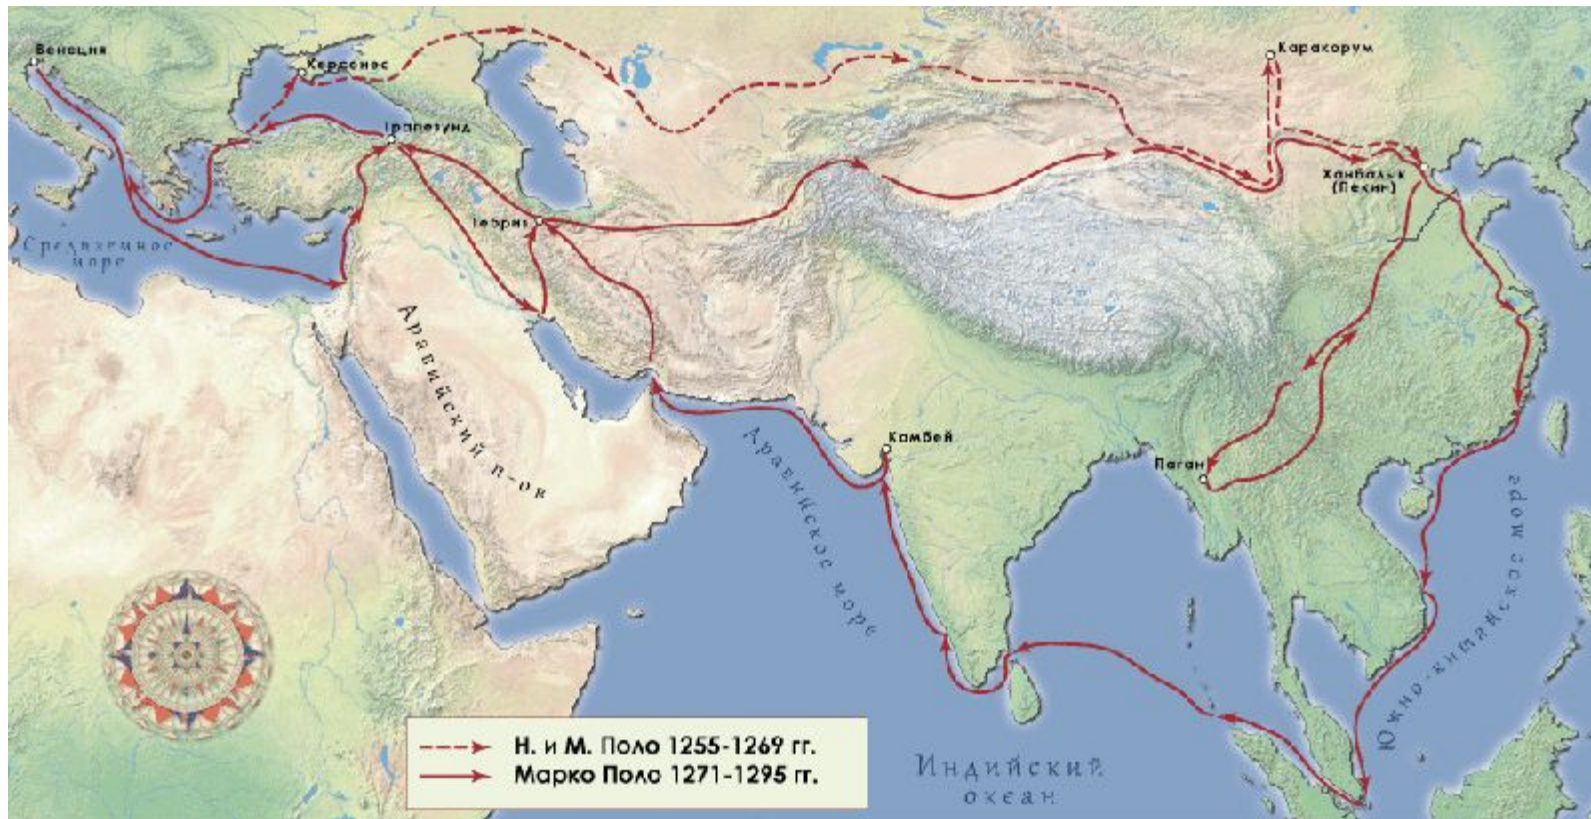 Венеция
Херсонес
Каракорум
Трапезунд
Ханбалык
(Пекин)
Тебриз
Средиземное
море
Аравийский п-ов
Камбей
Паган
Аравийское море
Южно-китайское море
Н. и М. Поло 1255-1269 гг.
Марко Поло 1271-1295 гг.
Индийский
океан